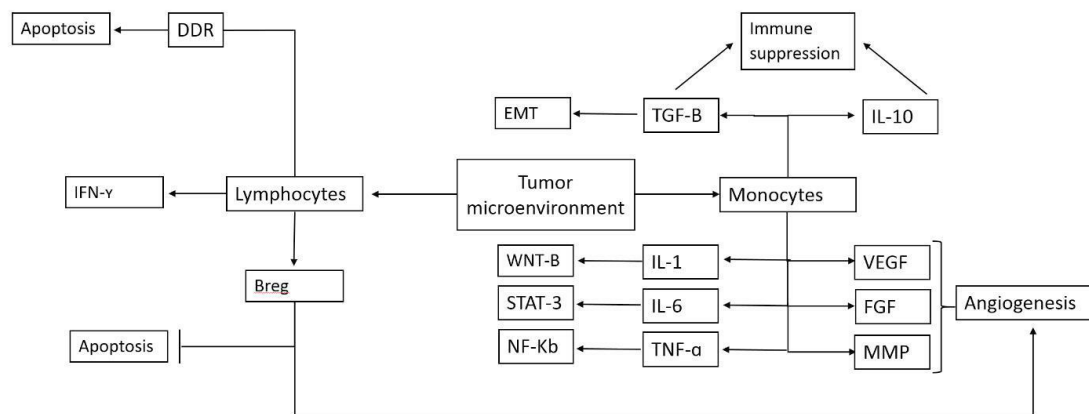 Apoptosis
DDR
Immune
suppression
EMT
TGF-B
IL-10
IFN-γ
Lymphocytes
Tumor
microenvironment
Monocytes
WNT-B
IL-1
VEGF
Breg
STAT-3
IL-6
FGF
Angiogenesis
Apoptosis
NF-Kb
TNF-α
MMP